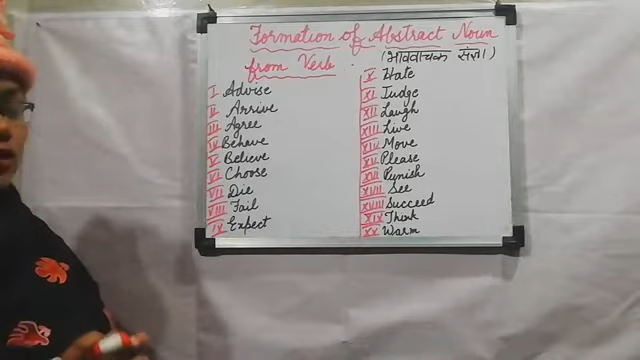 Formation of Abstract Noun
from Verb. (भाववाचक संज्ञा)
I Advise
II Arrive
III Agree
IV Behave
V Believe
VI Choose
VII Die
VIII Fail
IX Expect
X Hate
XI Judge
XII Laugh
XIII Live
XIV Move
XV Please
XVI Punish
XVII See
XVIII Succeed
XIX Think
XX Warm